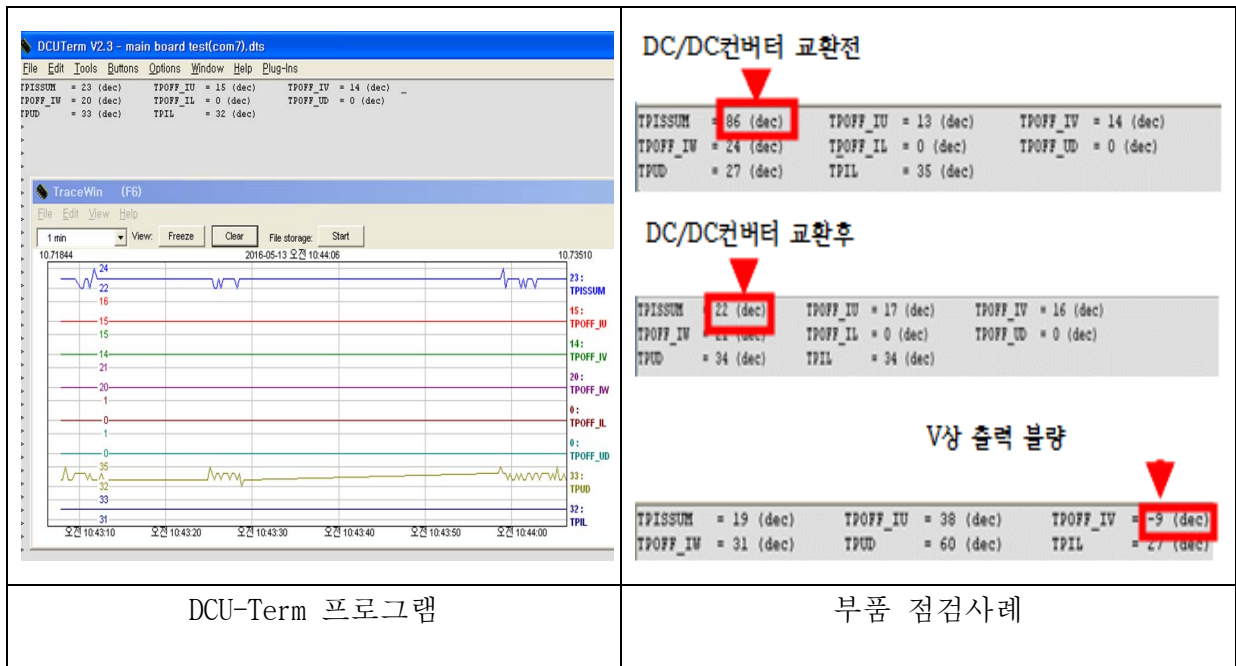 DCUTerm V2.3 - main board test(com7).dts
File Edit Tools Buttons Options Window Help Plug-Ins
TPISSUM = 23 (dec) TPOFF_IU = 15 (dec) TPOFF_IV = 14 (dec) _
TPOFF_IW = 20 (dec) TPOFF_IL = 0 (dec) TPOFF_UD = 0 (dec)
TPUD = 33 (dec) TPIL = 32 (dec)
TraceWin (F6)
File Edit View Help
1 min View: Freeze Clear File storage: Start
10.71844 2016-05-13 오전 10:44:06 10.73510
24
22
23 :
TPISSUM
16
15
15 :
TPOFF_IU
15
14
14 :
TPOFF_IV
21
20
20 :
TPOFF_IW
1
0
0 :
TPOFF_IL
1
0
0 :
TPOFF_UD
35
32
33 :
TPUD
33
31
32 :
TPIL
오전 10:43:10 오전 10:43:20 오전 10:43:30 오전 10:43:40 오전 10:43:50 오전 10:44:00
DC/DC컨버터 교환전
TPISSUM = 86 (dec) TPOFF_IU = 13 (dec) TPOFF_IV = 14 (dec)
TPOFF_IW = 24 (dec) TPOFF_IL = 0 (dec) TPOFF_UD = 0 (dec)
TPUD = 27 (dec) TPIL = 35 (dec)
DC/DC컨버터 교환후
TPISSUM 22 (dec) TPOFF_IU = 17 (dec) TPOFF_IV = 16 (dec)
TPOFF_IW (dec) TPOFF_IL = 0 (dec) TPOFF_UD = 0 (dec)
TPUD = 34 (dec) TPIL = 34 (dec)
V상 출력 불량
TPISSUM = 19 (dec) TPOFF_IU = 38 (dec) TPOFF_IV = -9 (dec)
TPOFF_IW = 31 (dec) TPUD = 60 (dec) TPIL = 27 (dec)
DCU-Term 프로그램
부품 점검사례